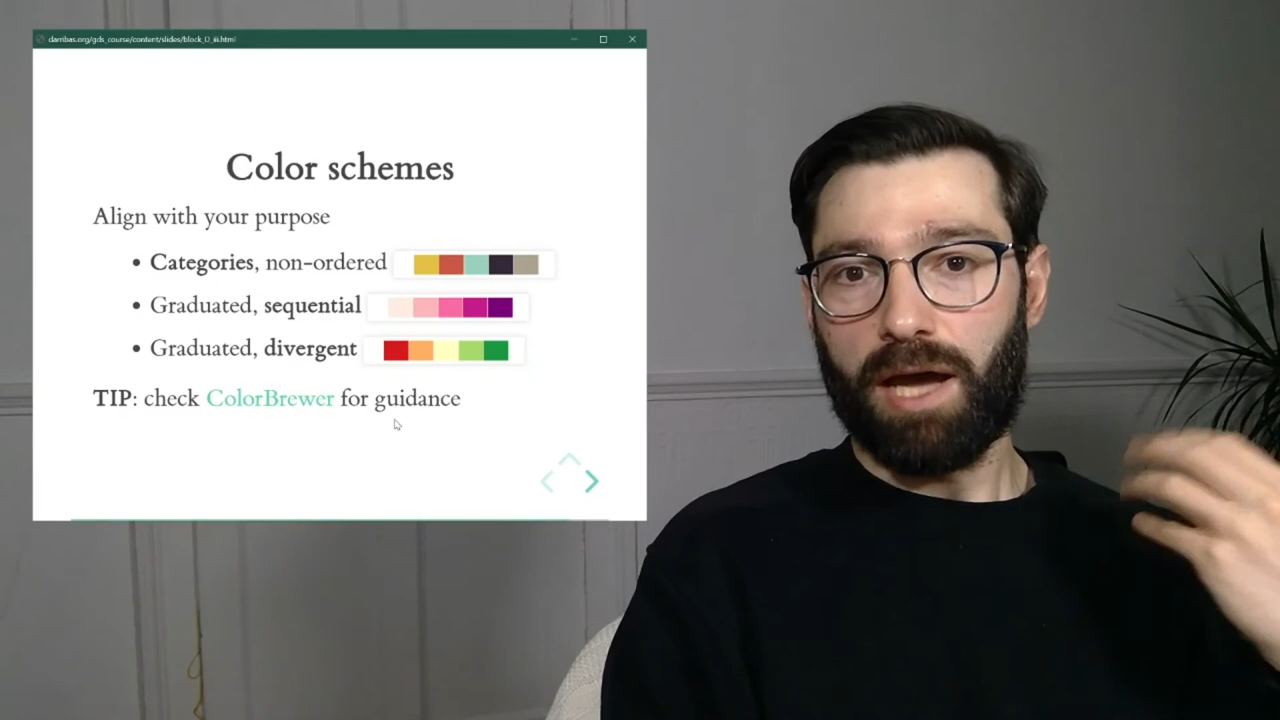 darribas.org/gds_course/content/slides/block_D_iii.html
Color schemes
Align with your purpose
• Categories, non-ordered
• Graduated, sequential
• Graduated, divergent
TIP: check ColorBrewer for guidance